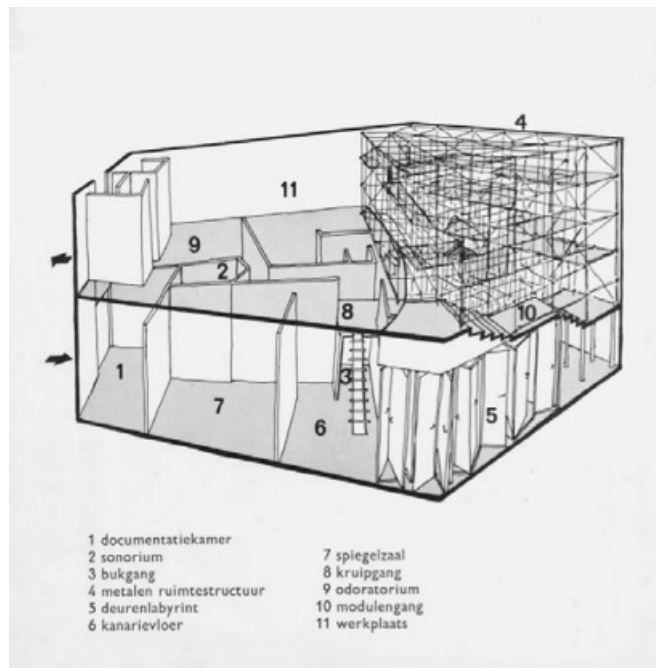 4
11
9
2
8
10
3
1
5
7
6
1 documentatiekamer
2 sonorium
3 bukgang
4 metalen ruimtestructuur
5 deurenlabyrint
6 kanarievloer
7 spiegelzaal
8 kruipgang
9 odoratorium
10 modulengang
11 werkplaats